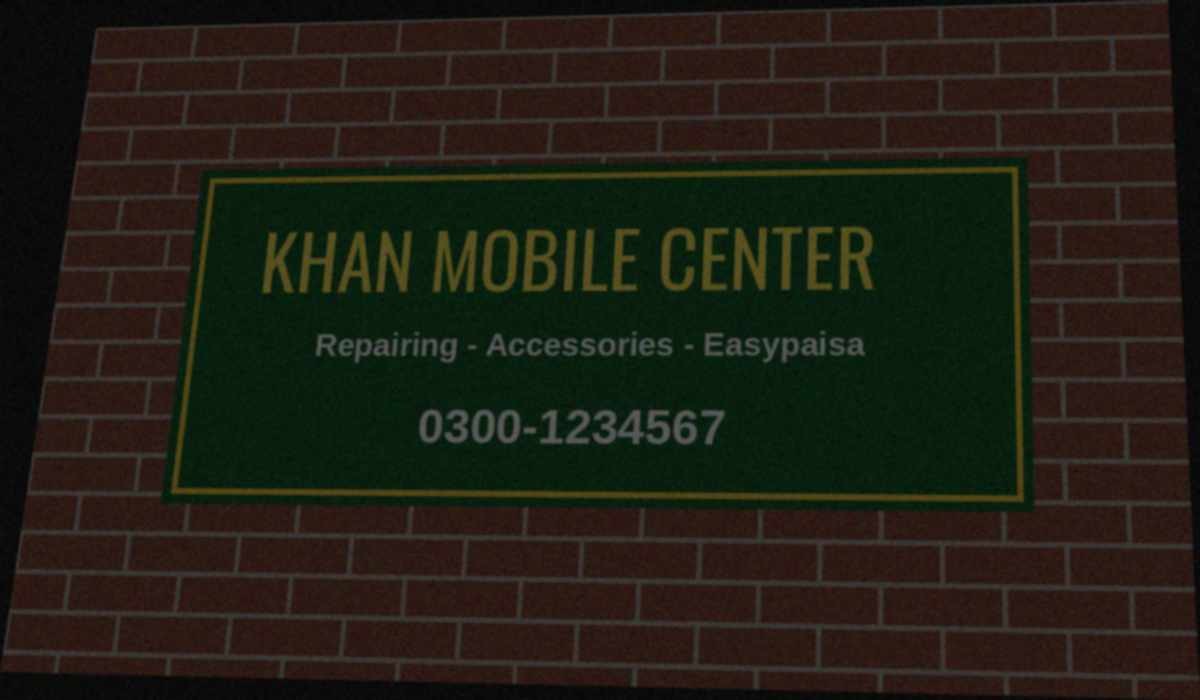 KHAN MOBILE CENTER
Repairing - Accessories - Easypaisa
0300-1234567